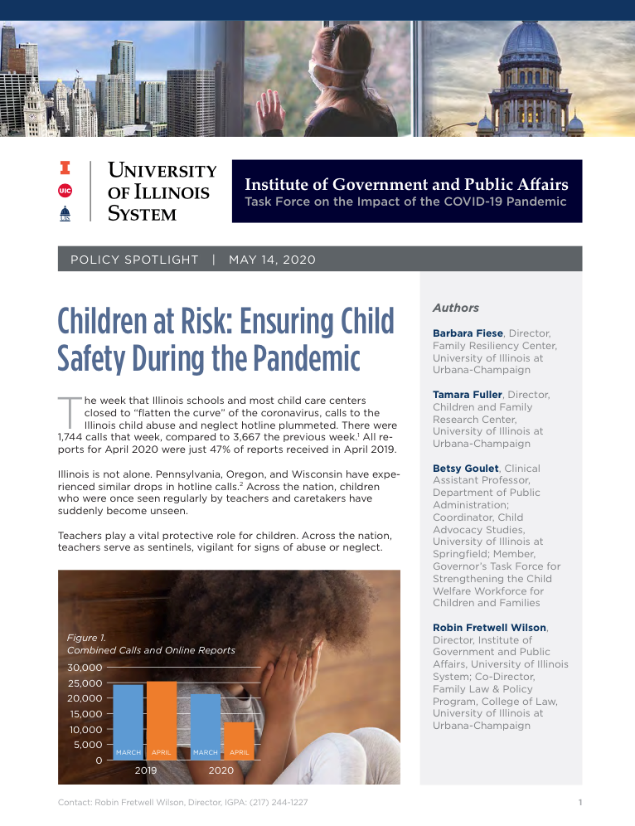 UNIVERSITY
OF ILLINOIS
SYSTEM
I
UIC
UIS
Institute of Government and Public Affairs
Task Force on the Impact of the COVID-19 Pandemic
POLICY SPOTLIGHT | MAY 14, 2020
Children at Risk: Ensuring Child
Safety During the Pandemic
The week that Illinois schools and most child care centers
closed to “flatten the curve” of the coronavirus, calls to the
Illinois child abuse and neglect hotline plummeted. There were
1,744 calls that week, compared to 3,667 the previous week.¹ All re-
ports for April 2020 were just 47% of reports received in April 2019.
Illinois is not alone. Pennsylvania, Oregon, and Wisconsin have expe-
rienced similar drops in hotline calls.² Across the nation, children
who were once seen regularly by teachers and caretakers have
suddenly become unseen.
Teachers play a vital protective role for children. Across the nation,
teachers serve as sentinels, vigilant for signs of abuse or neglect.
Figure 1.
Combined Calls and Online Reports
30,000
25,000
20,000
15,000
10,000
5,000
0
MARCH APRIL MARCH APRIL
2019 2020
Authors
Barbara Fiese, Director,
Family Resiliency Center,
University of Illinois at
Urbana-Champaign
Tamara Fuller, Director,
Children and Family
Research Center,
University of Illinois at
Urbana-Champaign
Betsy Goulet, Clinical
Assistant Professor,
Department of Public
Administration;
Coordinator, Child
Advocacy Studies,
University of Illinois at
Springfield; Member,
Governor’s Task Force for
Strengthening the Child
Welfare Workforce for
Children and Families
Robin Fretwell Wilson,
Director, Institute of
Government and Public
Affairs, University of Illinois
System; Co-Director,
Family Law & Policy
Program, College of Law,
University of Illinois at
Urbana-Champaign
Contact: Robin Fretwell Wilson, Director, IGPA: (217) 244-1227
1